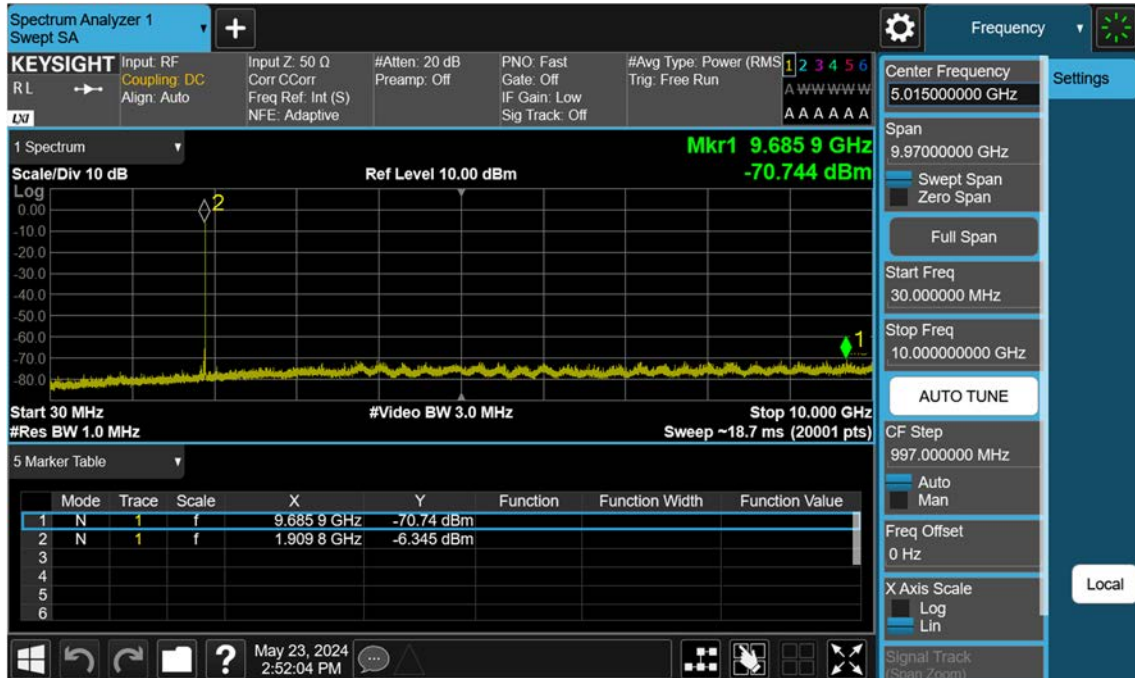 Spectrum Analyzer 1
Swept SA
Frequency
KEYSIGHT
R L
LXI
Input: RF
Coupling: DC
Align: Auto
Input Z: 50 Ω
Corr CCorr
Freq Ref: Int (S)
NFE: Adaptive
#Atten: 20 dB
Preamp: Off
PNO: Fast
Gate: Off
IF Gain: Low
Sig Track: Off
#Avg Type: Power (RMS
Trig: Free Run
1 2 3 4 5 6
A W W W W W
A A A A A A
1 Spectrum
Scale/Div 10 dB
Ref Level 10.00 dBm
Mkr1 9.685 9 GHz
-70.744 dBm
Log
0.00
-10.0
-20.0
-30.0
-40.0
-50.0
-60.0
-70.0
-80.0
2
1
Start 30 MHz
#Video BW 3.0 MHz
Stop 10.000 GHz
#Res BW 1.0 MHz
Sweep ~18.7 ms (20001 pts)
5 Marker Table
Mode Trace Scale X Y Function Function Width Function Value
1 N 1 f 9.685 9 GHz -70.74 dBm
2 N 1 f 1.909 8 GHz -6.345 dBm
3
4
5
6
May 23, 2024
2:52:04 PM
?
Center Frequency
5.015000000 GHz
Settings
Span
9.97000000 GHz
Swept Span
Zero Span
Full Span
Start Freq
30.000000 MHz
Stop Freq
10.000000000 GHz
AUTO TUNE
CF Step
997.000000 MHz
Auto
Man
Freq Offset
0 Hz
X Axis Scale
Log
Lin
Local
Signal Track
(Span Zoom)